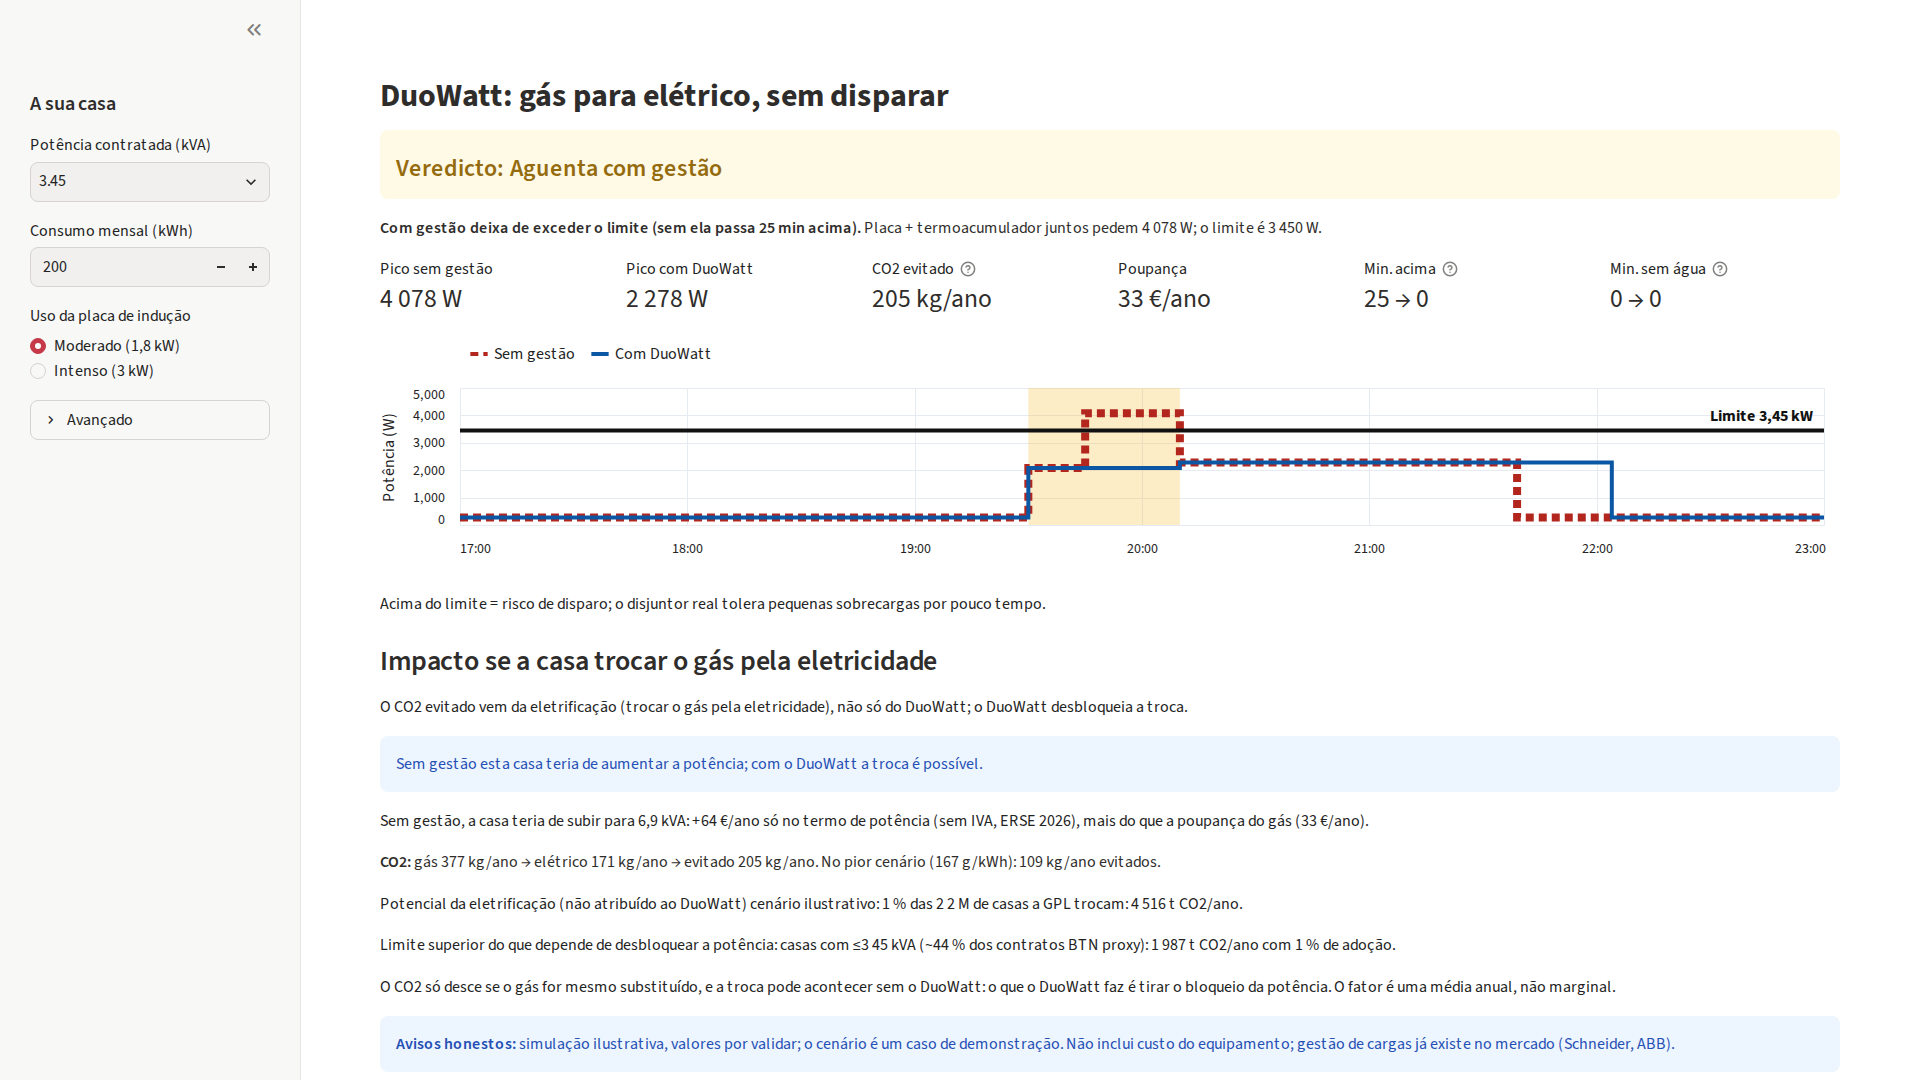 A sua casa
Potência contratada (kVA)
3.45
Consumo mensal (kWh)
200
Uso da placa de indução
Moderado (1,8 kW)
Intenso (3 kW)
Avançado
DuoWatt: gás para elétrico, sem disparar
Veredicto: Aguenta com gestão
Com gestão deixa de exceder o limite (sem ela passa 25 min acima). Placa + termoacumulador juntos pedem 4 078 W; o limite é 3 450 W.
Pico sem gestão
4 078 W
Pico com DuoWatt
2 278 W
CO2 evitado
205 kg/ano
Poupança
33 €/ano
Min. acima
25 → 0
Min. sem água
0 → 0
Sem gestão
Com DuoWatt
Potência (W)
5,000
4,000
3,000
2,000
1,000
0
Limite 3,45 kW
17:00
18:00
19:00
20:00
21:00
22:00
23:00
Acima do limite = risco de disparo; o disjuntor real tolera pequenas sobrecargas por pouco tempo.
Impacto se a casa trocar o gás pela eletricidade
O CO2 evitado vem da eletrificação (trocar o gás pela eletricidade), não só do DuoWatt; o DuoWatt desbloqueia a troca.
Sem gestão esta casa teria de aumentar a potência; com o DuoWatt a troca é possível.
Sem gestão, a casa teria de subir para 6,9 kVA: +64 €/ano só no termo de potência (sem IVA, ERSE 2026), mais do que a poupança do gás (33 €/ano).
CO2: gás 377 kg/ano → elétrico 171 kg/ano → evitado 205 kg/ano. No pior cenário (167 g/kWh): 109 kg/ano evitados.
Potencial da eletrificação (não atribuído ao DuoWatt) cenário ilustrativo: 1 % das 2 2 M de casas a GPL trocam: 4 516 t CO2/ano.
Limite superior do que depende de desbloquear a potência: casas com ≤3 45 kVA (~44 % dos contratos BTN proxy): 1 987 t CO2/ano com 1 % de adoção.
O CO2 só desce se o gás for mesmo substituído, e a troca pode acontecer sem o DuoWatt: o que o DuoWatt faz é tirar o bloqueio da potência. O fator é uma média anual, não marginal.
Avisos honestos: simulação ilustrativa, valores por validar; o cenário é um caso de demonstração. Não inclui custo do equipamento; gestão de cargas já existe no mercado (Schneider, ABB).